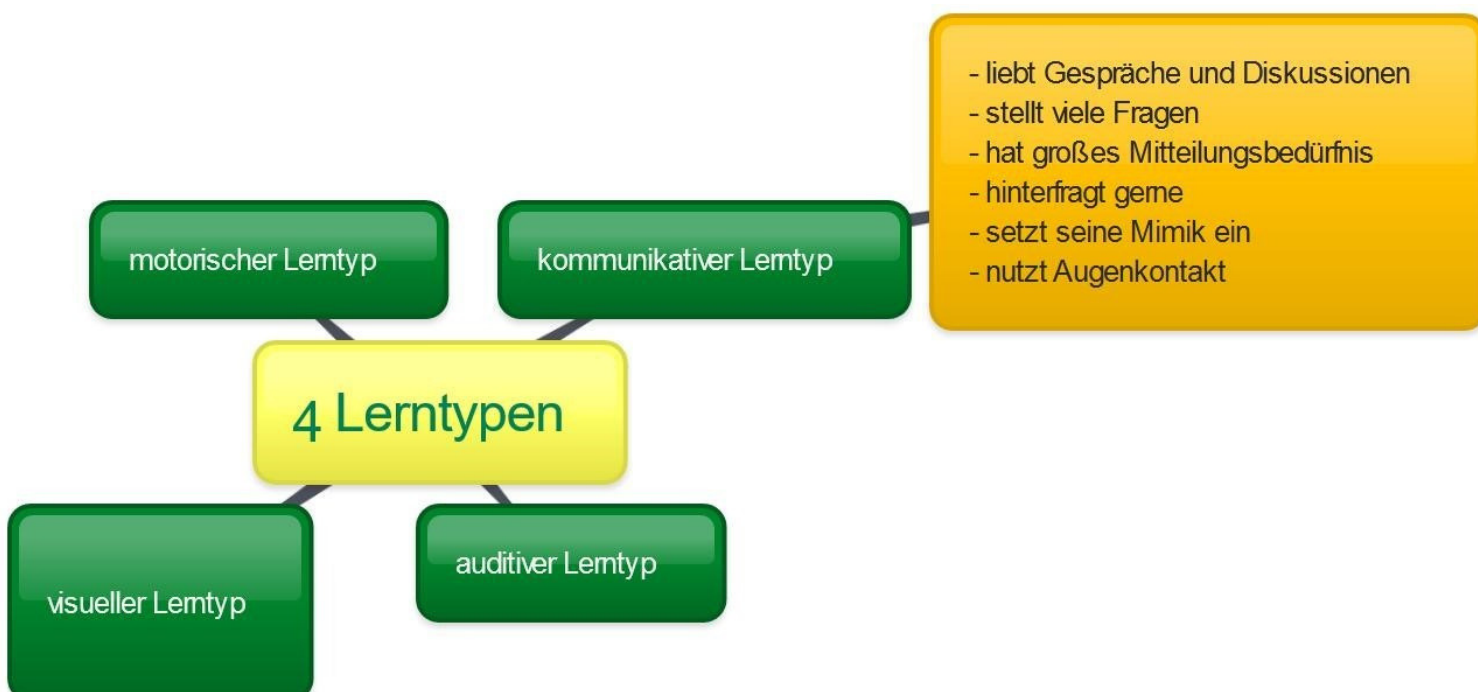 - liebt Gespräche und Diskussionen
- stellt viele Fragen
- hat großes Mitteilungsbedürfnis
- hinterfragt gerne
- setzt seine Mimik ein
- nutzt Augenkontakt
motorischer Lerntyp
kommunikativer Lerntyp
4 Lerntypen
auditiver Lerntyp
visueller Lerntyp